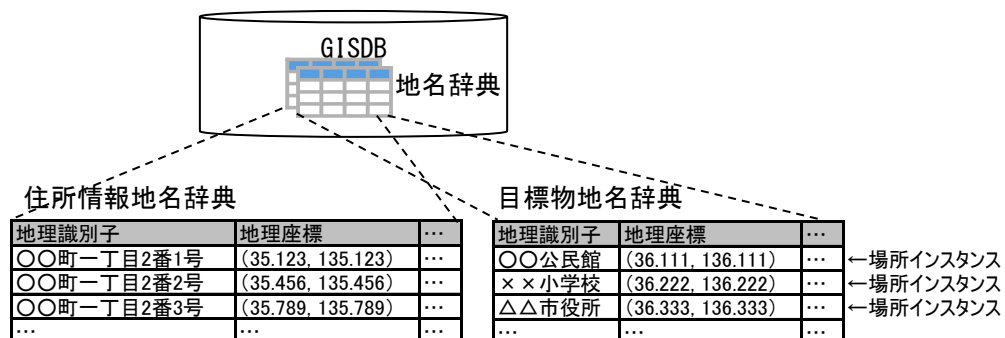 GISDB
地名辞典
住所情報地名辞典
地理識別子 地理座標 …
〇〇町一丁目2番1号 (35.123, 135.123) …
〇〇町一丁目2番2号 (35.456, 135.456) …
〇〇町一丁目2番3号 (35.789, 135.789) …
… … …
目標物地名辞典
地理識別子 地理座標 …
〇〇公民館 (36.111, 136.111) … ←場所インスタンス
××小学校 (36.222, 136.222) … ←場所インスタンス
△△市役所 (36.333, 136.333) … ←場所インスタンス
… … …